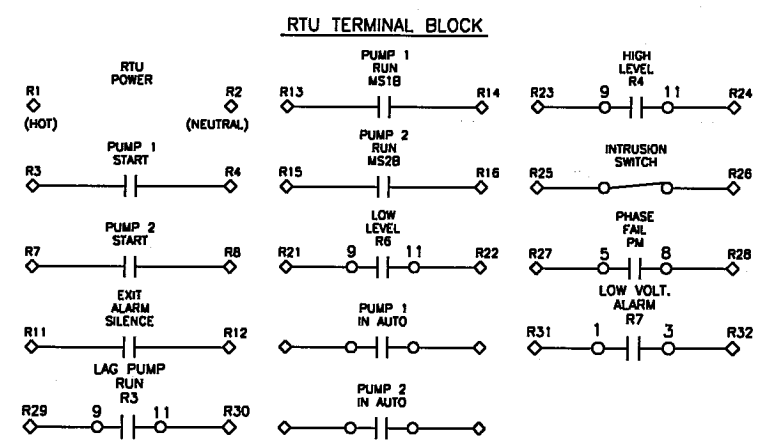 RTU TERMINAL BLOCK
RTU
POWER
R1
R2
(HOT)
(NEUTRAL)
PUMP 1
START
R3
R4
PUMP 2
START
R7
R8
EXIT
ALARM
SILENCE
R11
R12
LAG PUMP
RUN
R3
R29
9
11
R30
PUMP 1
RUN
MS1B
R13
R14
PUMP 2
RUN
MS2B
R15
R16
LOW
LEVEL
R6
R21
9
11
R22
PUMP 1
IN AUTO
PUMP 2
IN AUTO
HIGH
LEVEL
R4
R23
9
11
R24
INTRUSION
SWITCH
R25
R26
PHASE
FAIL
PM
R27
5
8
R28
LOW VOLT.
ALARM
R7
R31
1
3
R32